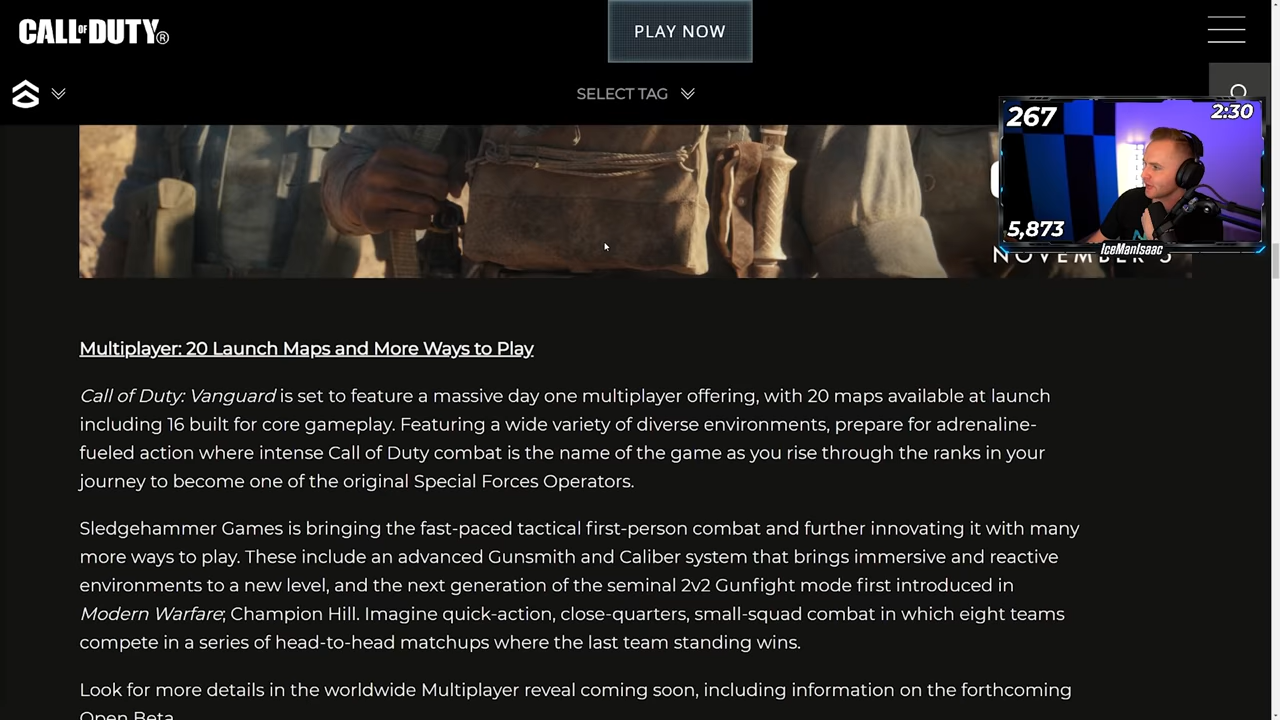 CALL OF DUTY®
PLAY NOW
SELECT TAG
267
2:30
5,873
IceManIsaac
NOVEMBER 5
Multiplayer: 20 Launch Maps and More Ways to Play
Call of Duty: Vanguard is set to feature a massive day one multiplayer offering, with 20 maps available at launch
including 16 built for core gameplay. Featuring a wide variety of diverse environments, prepare for adrenaline-
fueled action where intense Call of Duty combat is the name of the game as you rise through the ranks in your
journey to become one of the original Special Forces Operators.
Sledgehammer Games is bringing the fast-paced tactical first-person combat and further innovating it with many
more ways to play. These include an advanced Gunsmith and Caliber system that brings immersive and reactive
environments to a new level, and the next generation of the seminal 2v2 Gunfight mode first introduced in
Modern Warfare; Champion Hill. Imagine quick-action, close-quarters, small-squad combat in which eight teams
compete in a series of head-to-head matchups where the last team standing wins.
Look for more details in the worldwide Multiplayer reveal coming soon, including information on the forthcoming
Open Beta.